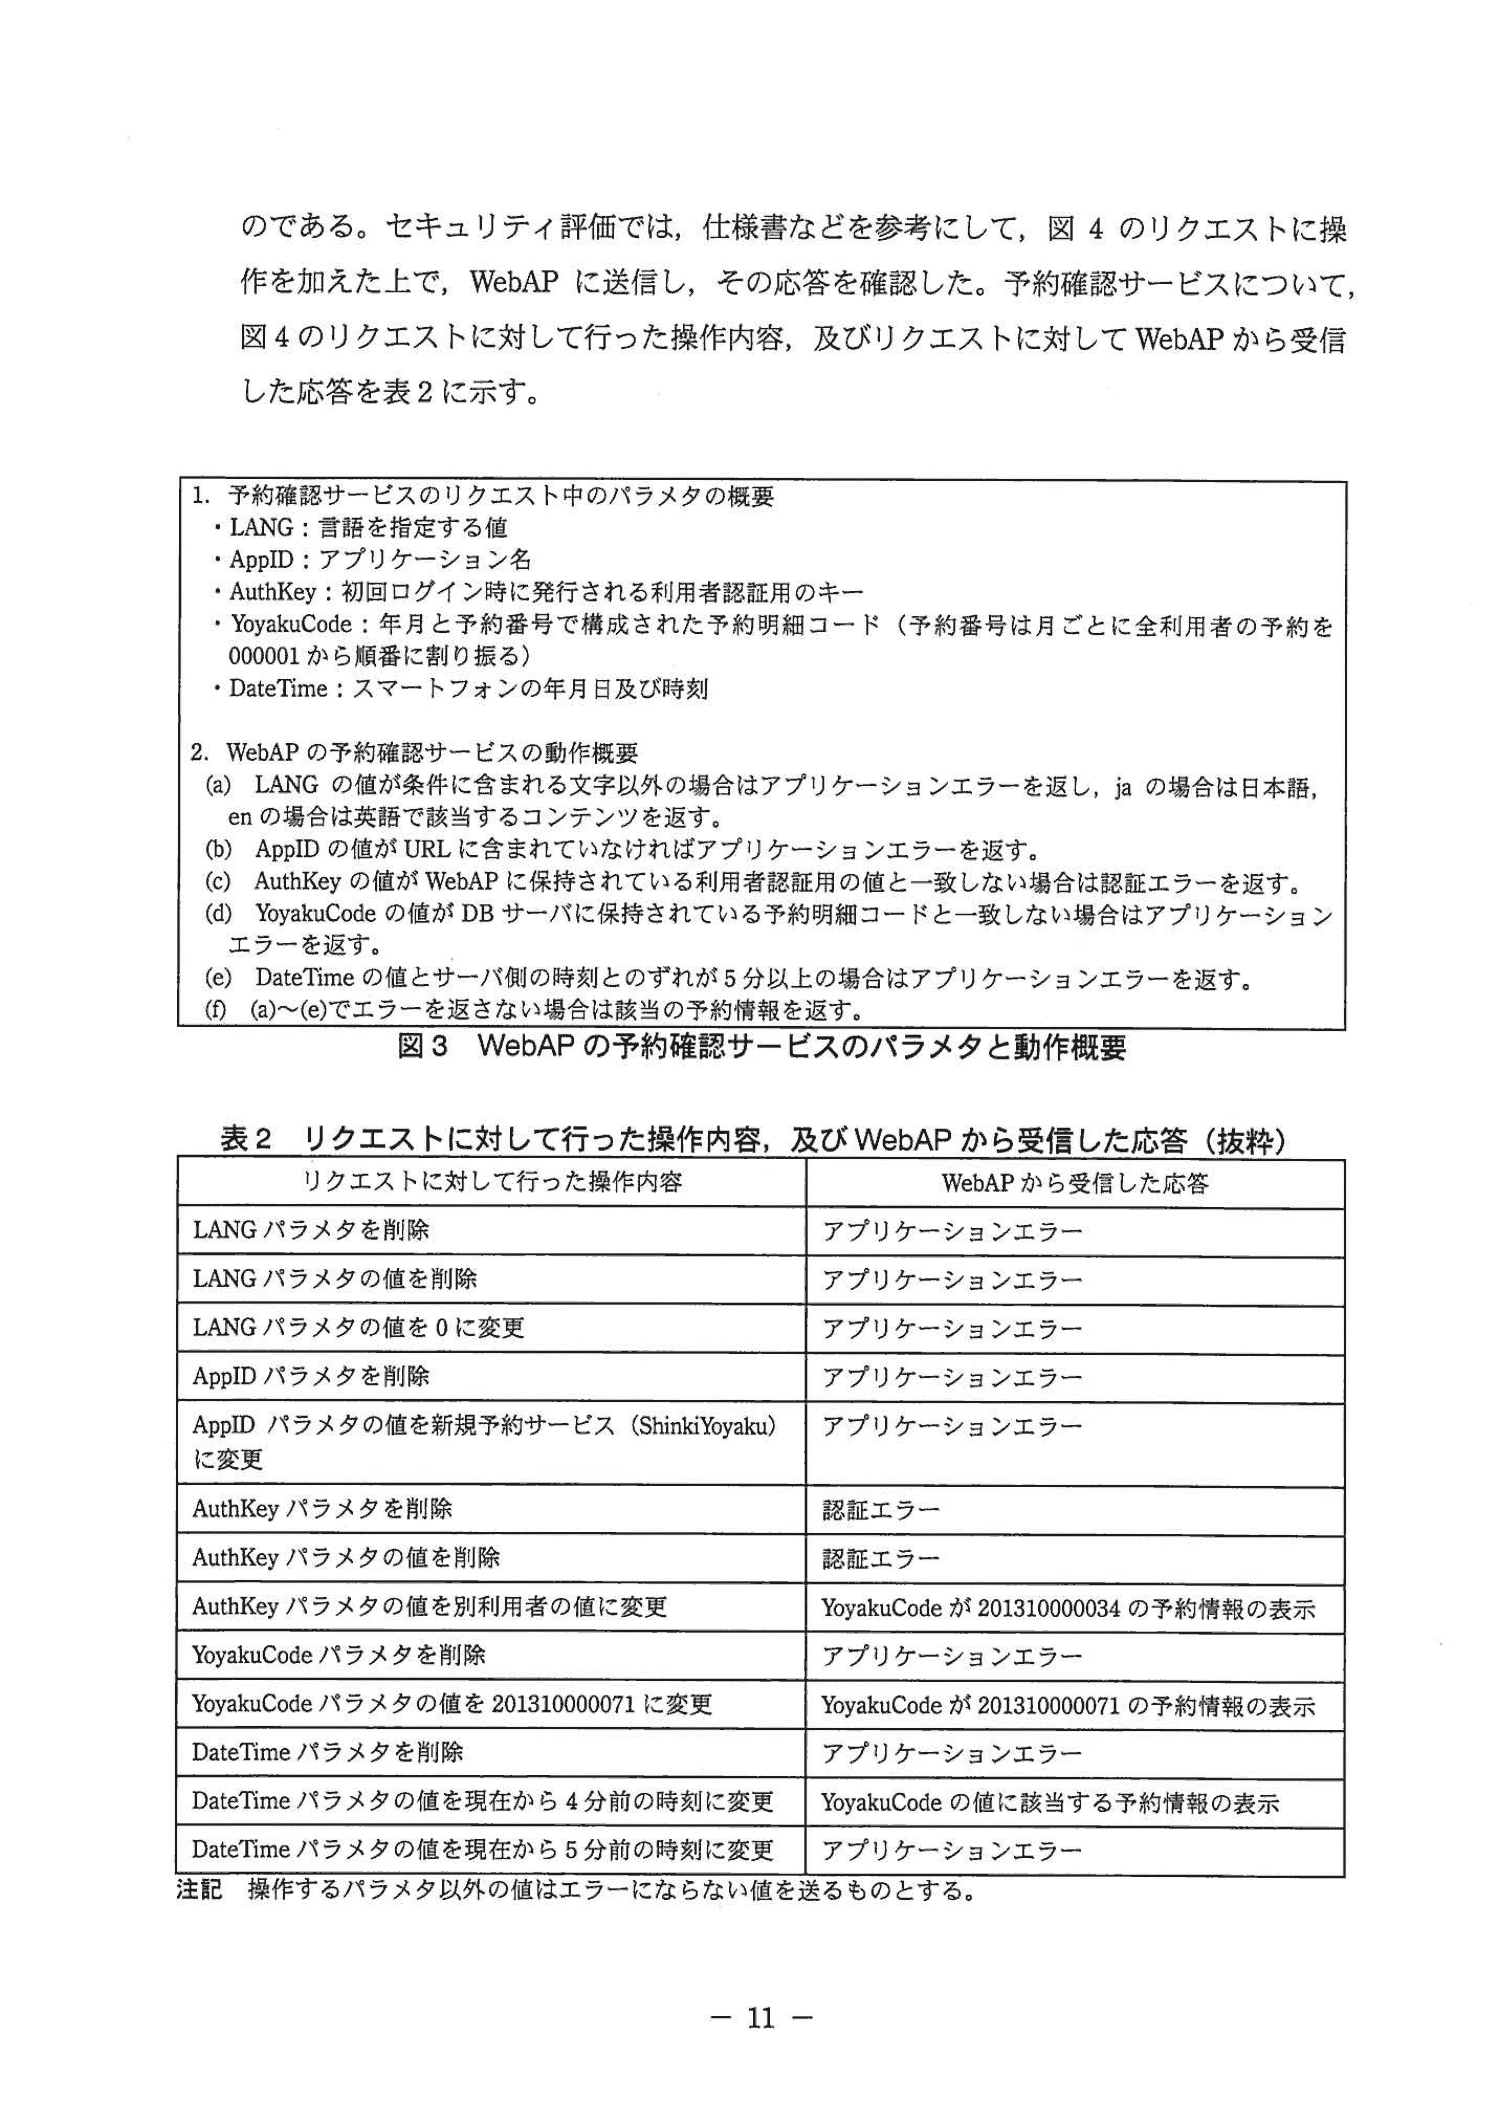 のである。セキュリティ評価では，仕様書などを参考にして，図 4 のリクエストに操
作を加えた上で，WebAP に送信し，その応答を確認した。予約確認サービスについて，
図 4 のリクエストに対して行った操作内容，及びリクエストに対して WebAP から受信
した応答を表 2 に示す。
1. 予約確認サービスのリクエスト中のパラメタの概要
・LANG：言語を指定する値
・AppID：アプリケーション名
・AuthKey：初回ログイン時に発行される利用者認証用のキー
・YoyakuCode：年月と予約番号で構成された予約明細コード（予約番号は月ごとに全利用者の予約を
000001 から順番に割り振る）
・DateTime：スマートフォンの年月日及び時刻
2. WebAP の予約確認サービスの動作概要
(a) LANG の値が条件に含まれる文字以外の場合はアプリケーションエラーを返し，ja の場合は日本語，
en の場合は英語で該当するコンテンツを返す。
(b) AppID の値が URL に含まれていなければアプリケーションエラーを返す。
(c) AuthKey の値が WebAP に保持されている利用者認証用の値と一致しない場合は認証エラーを返す。
(d) YoyakuCode の値が DB サーバに保持されている予約明細コードと一致しない場合はアプリケーション
エラーを返す。
(e) DateTime の値とサーバ側の時刻とのずれが 5 分以上の場合はアプリケーションエラーを返す。
(f) (a)～(e)でエラーを返さない場合は該当の予約情報を返す。
図 3 WebAP の予約確認サービスのパラメタと動作概要
表 2 リクエストに対して行った操作内容，及び WebAP から受信した応答（抜粋）
リクエストに対して行った操作内容 WebAP から受信した応答
LANG パラメタを削除 アプリケーションエラー
LANG パラメタの値を削除 アプリケーションエラー
LANG パラメタの値を 0 に変更 アプリケーションエラー
AppID パラメタを削除 アプリケーションエラー
AppID パラメタの値を新規予約サービス（ShinkiYoyaku） アプリケーションエラー
に変更
AuthKey パラメタを削除 認証エラー
AuthKey パラメタの値を削除 認証エラー
AuthKey パラメタの値を別利用者の値に変更 YoyakuCode が 201310000034 の予約情報の表示
YoyakuCode パラメタを削除 アプリケーションエラー
YoyakuCode パラメタの値を 201310000071 に変更 YoyakuCode が 201310000071 の予約情報の表示
DateTime パラメタを削除 アプリケーションエラー
DateTime パラメタの値を現在から 4 分前の時刻に変更 YoyakuCode の値に該当する予約情報の表示
DateTime パラメタの値を現在から 5 分前の時刻に変更 アプリケーションエラー
注記 操作するパラメタ以外の値はエラーにならない値を送るものとする。
－ 11 －